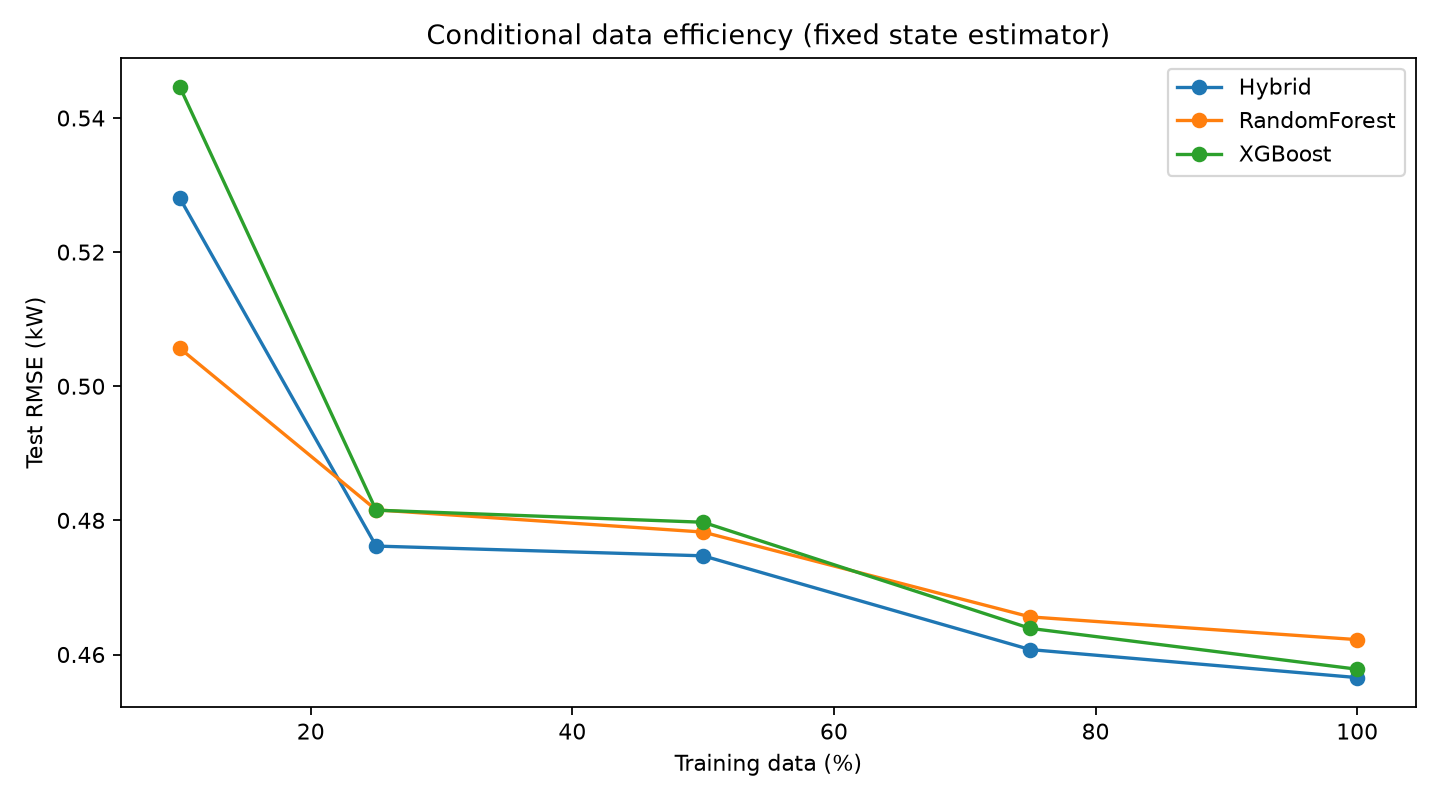 Conditional data efficiency (fixed state estimator)
Hybrid
RandomForest
XGBoost
Test RMSE (kW)
0.54
0.52
0.50
0.48
0.46
20 40 60 80 100
Training data (%)